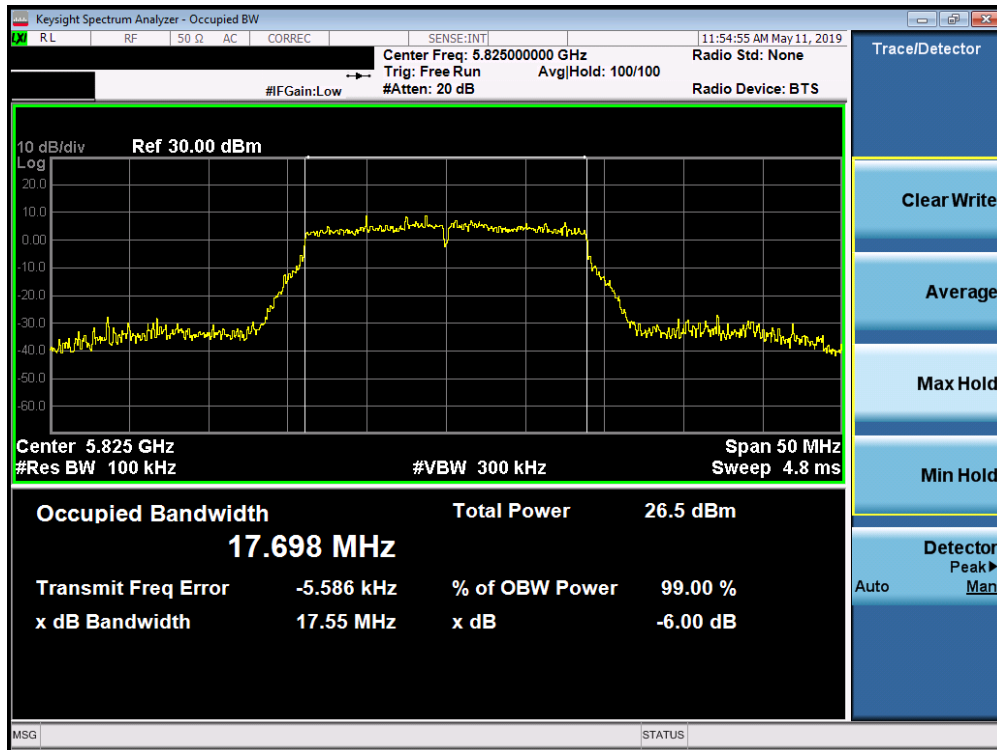 Keysight Spectrum Analyzer - Occupied BW
LXI RL RF 50 Ω AC CORREC SENSE:INT 11:54:55 AM May 11, 2019
Center Freq: 5.825000000 GHz Radio Std: None
Trig: Free Run Avg|Hold: 100/100
#IFGain:Low #Atten: 20 dB Radio Device: BTS
Trace/Detector
10 dB/div Ref 30.00 dBm
Log
20.0
10.0
0.00
-10.0
-20.0
-30.0
-40.0
-50.0
-60.0
Center 5.825 GHz Span 50 MHz
#Res BW 100 kHz #VBW 300 kHz Sweep 4.8 ms
Occupied Bandwidth Total Power 26.5 dBm
17.698 MHz
Transmit Freq Error -5.586 kHz % of OBW Power 99.00 %
x dB Bandwidth 17.55 MHz x dB -6.00 dB
Clear Write
Average
Max Hold
Min Hold
Detector
Peak▶
Auto Man
MSG STATUS